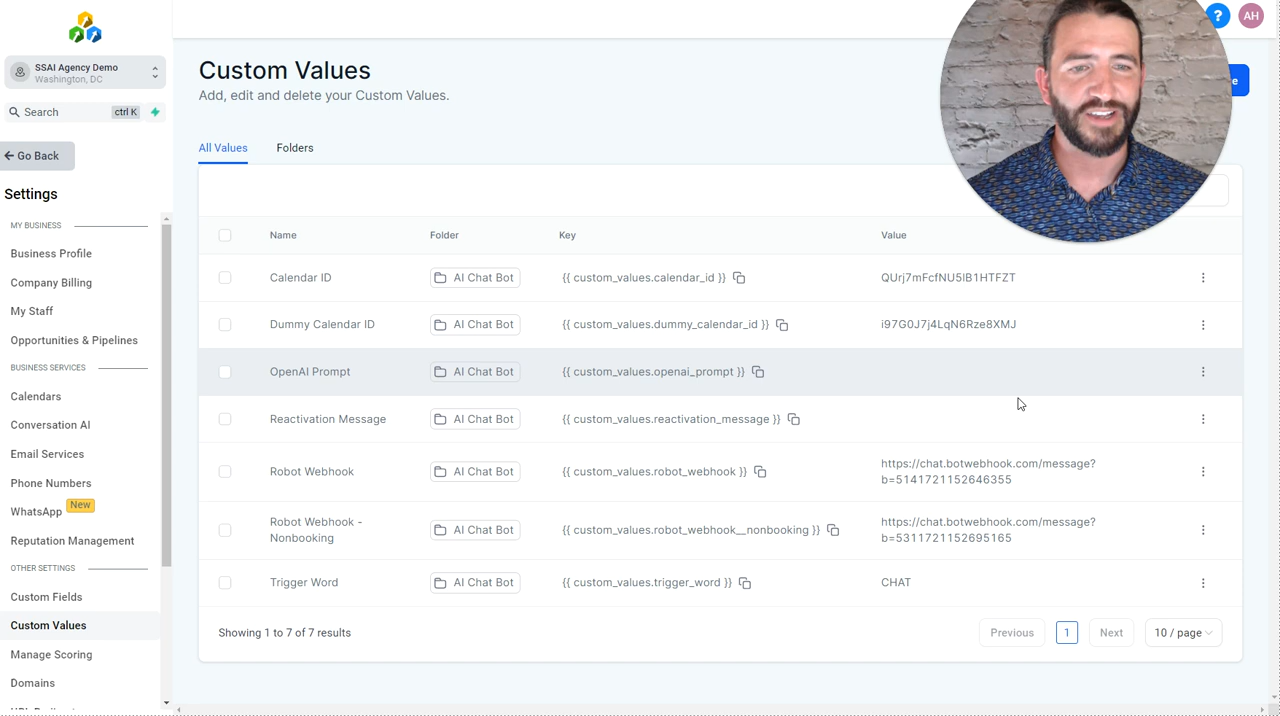 SSAI Agency Demo
Washington, DC
Search
ctrl K
Go Back
Settings
MY BUSINESS
Business Profile
Company Billing
My Staff
Opportunities & Pipelines
BUSINESS SERVICES
Calendars
Conversation AI
Email Services
Phone Numbers
WhatsApp
New
Reputation Management
OTHER SETTINGS
Custom Fields
Custom Values
Manage Scoring
Domains
?
AH
Custom Values
Add, edit and delete your Custom Values.
All Values
Folders
Name
Folder
Key
Value
Calendar ID
AI Chat Bot
{{ custom_values.calendar_id }}
QUrj7mFcfNU5lB1HTFZT
Dummy Calendar ID
AI Chat Bot
{{ custom_values.dummy_calendar_id }}
i97G0J7j4LqN6Rze8XMJ
OpenAI Prompt
AI Chat Bot
{{ custom_values.openai_prompt }}
Reactivation Message
AI Chat Bot
{{ custom_values.reactivation_message }}
Robot Webhook
AI Chat Bot
{{ custom_values.robot_webhook }}
https://chat.botwebhook.com/message?
b=5141721152646355
Robot Webhook -
Nonbooking
AI Chat Bot
{{ custom_values.robot_webhook__nonbooking }}
https://chat.botwebhook.com/message?
b=5311721152695165
Trigger Word
AI Chat Bot
{{ custom_values.trigger_word }}
CHAT
Showing 1 to 7 of 7 results
Previous
1
Next
10 / page